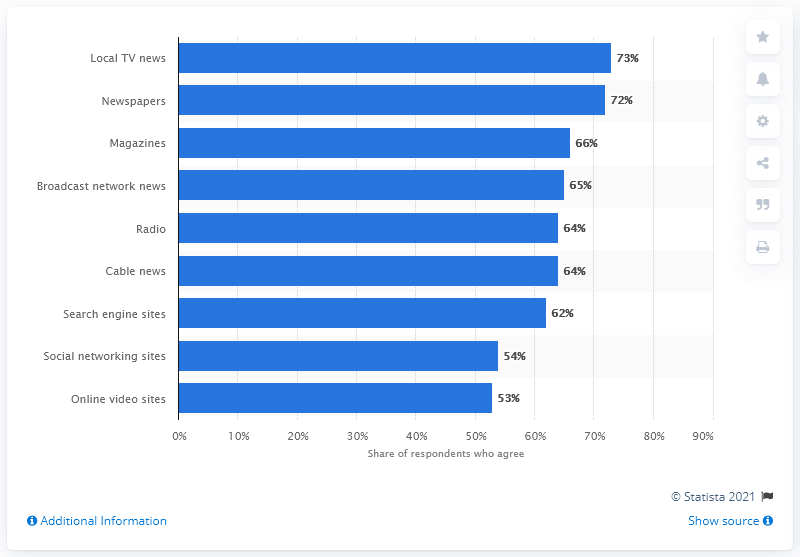 Local TV news 73%
Newspapers 72%
Magazines 66%
Broadcast network news 65%
Radio 64%
Cable news 64%
Search engine sites 62%
Social networking sites 54%
Online video sites 53%
0% 10% 20% 30% 40% 50% 60% 70% 80% 90%
Share of respondents who agree
© Statista 2021
Additional Information Show source